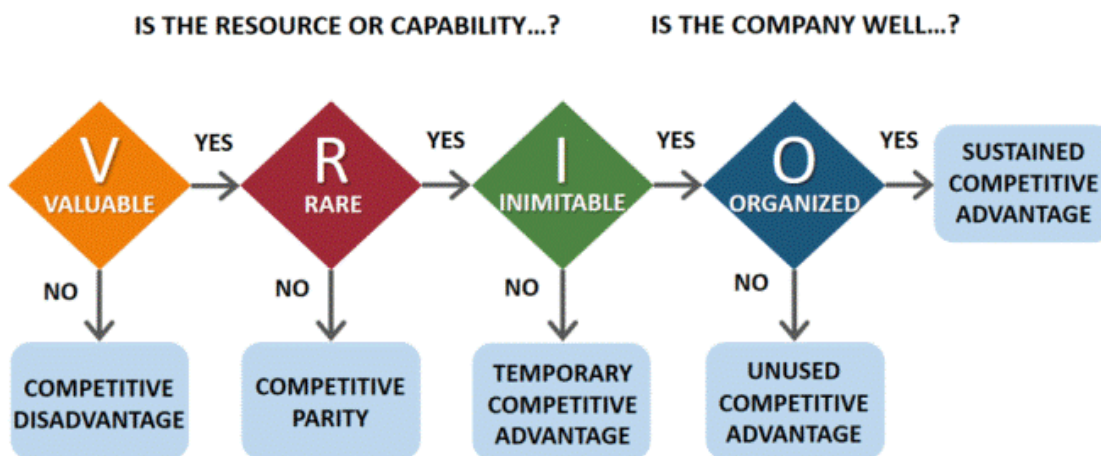 IS THE RESOURCE OR CAPABILITY...?
IS THE COMPANY WELL...?
V
VALUABLE
YES
R
RARE
YES
I
INIMITABLE
YES
O
ORGANIZED
YES
SUSTAINED
COMPETITIVE
ADVANTAGE
NO
NO
NO
NO
COMPETITIVE
DISADVANTAGE
COMPETITIVE
PARITY
TEMPORARY
COMPETITIVE
ADVANTAGE
UNUSED
COMPETITIVE
ADVANTAGE